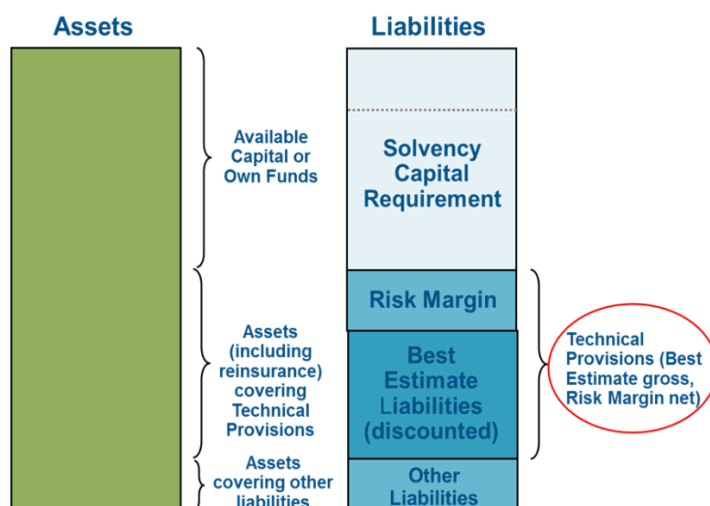 Assets
Liabilities
Available
Capital or
Own Funds
Solvency
Capital
Requirement
Risk Margin
Assets
(including
reinsurance)
covering
Technical
Provisions
Best
Estimate
Liabilities
(discounted)
Technical
Provisions (Best
Estimate gross,
Risk Margin net)
Assets
covering other
liabilities
Other
Liabilities